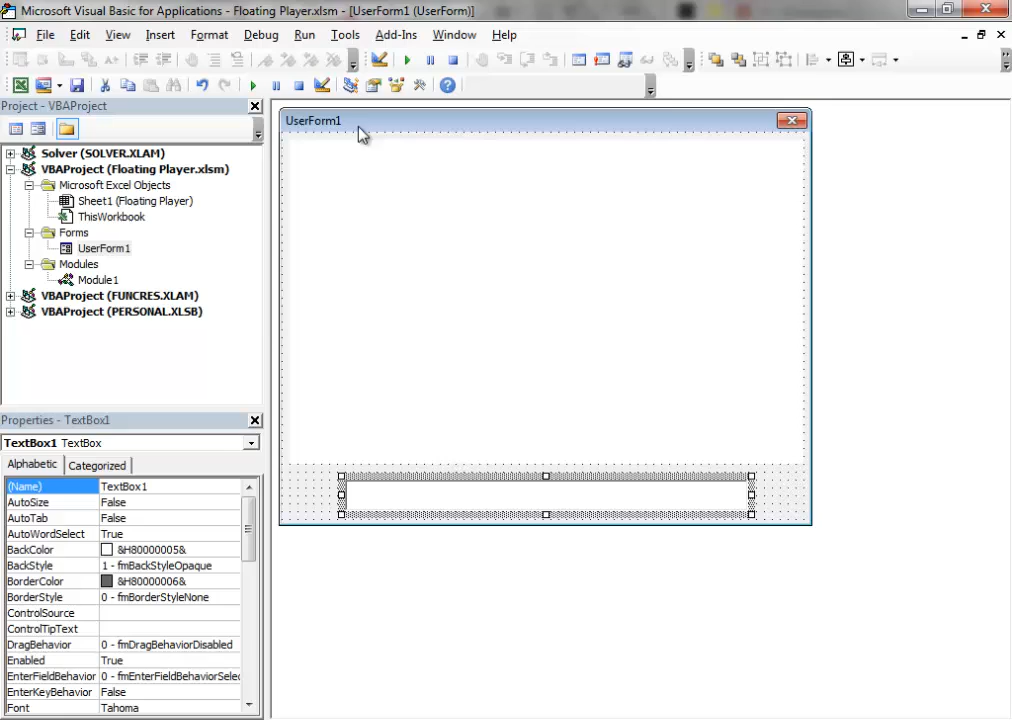 Microsoft Visual Basic for Applications - Floating Player.xlsm - [UserForm1 (UserForm)]
File Edit View Insert Format Debug Run Tools Add-Ins Window Help
Project - VBAProject
Solver (SOLVER.XLAM)
VBAProject (Floating Player.xlsm)
Microsoft Excel Objects
Sheet1 (Floating Player)
ThisWorkbook
Forms
UserForm1
Modules
Module1
VBAProject (FUNCRES.XLAM)
VBAProject (PERSONAL.XLSB)
UserForm1
Properties - TextBox1
TextBox1 TextBox
Alphabetic Categorized
(Name) TextBox1
AutoSize False
AutoTab False
AutoWordSelect True
BackColor &H80000005&
BackStyle 1 - fmBackStyleOpaque
BorderColor &H80000006&
BorderStyle 0 - fmBorderStyleNone
ControlSource
ControlTipText
DragBehavior 0 - fmDragBehaviorDisabled
Enabled True
EnterFieldBehavior 0 - fmEnterFieldBehaviorSelec
EnterKeyBehavior False
Font Tahoma